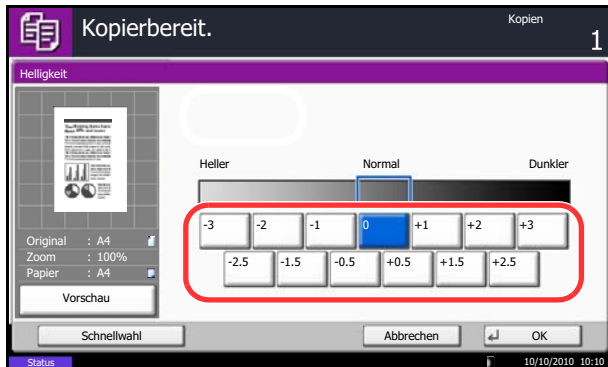 Kopierbereit.
Kopien
1
Helligkeit
Heller Normal Dunkler
-3 -2 -1 0 +1 +2 +3
-2.5 -1.5 -0.5 +0.5 +1.5 +2.5
Original : A4
Zoom : 100%
Papier : A4
Vorschau
Schnellwahl Abbrechen OK
Status 10/10/2010 10:10